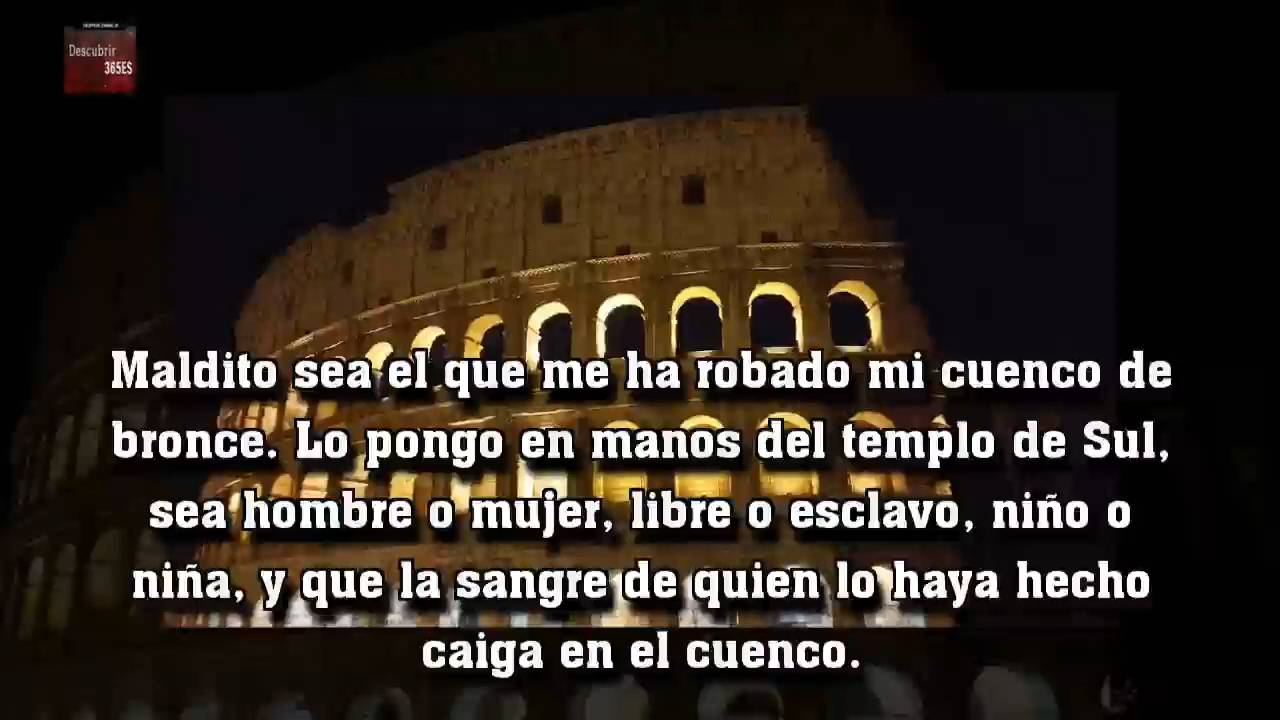 Descubrir
365ES
Maldito sea el que me ha robado mi cuenco de
bronce. Lo pongo en manos del templo de Sul,
sea hombre o mujer, libre o esclavo, niño o
niña, y que la sangre de quien lo haya hecho
caiga en el cuenco.